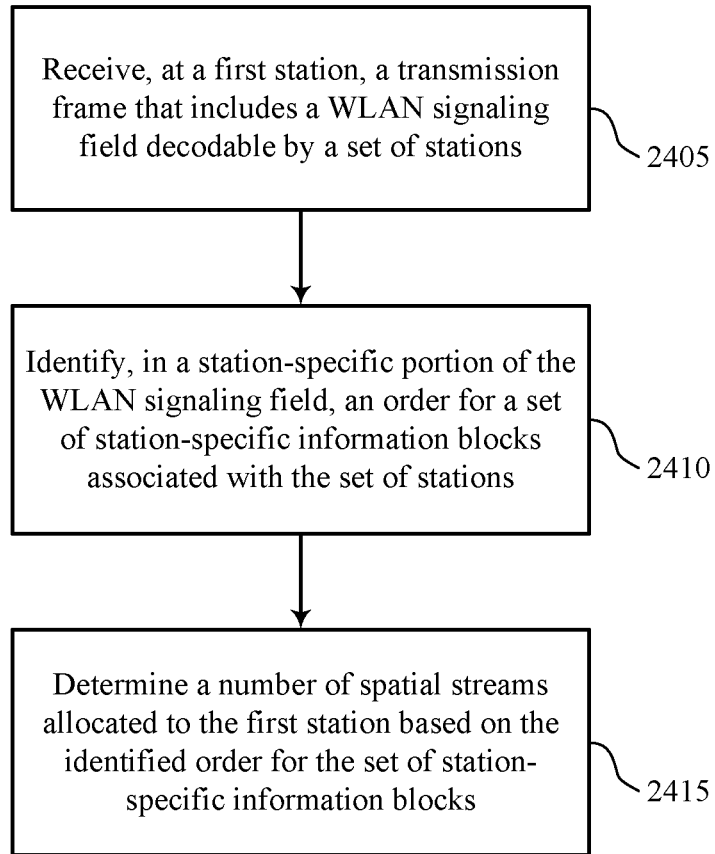 Receive, at a first station, a transmission
frame that includes a WLAN signaling
field decodable by a set of stations
2405
Identify, in a station-specific portion of the
WLAN signaling field, an order for a set
of station-specific information blocks
associated with the set of stations
2410
Determine a number of spatial streams
allocated to the first station based on the
identified order for the set of station-
specific information blocks
2415